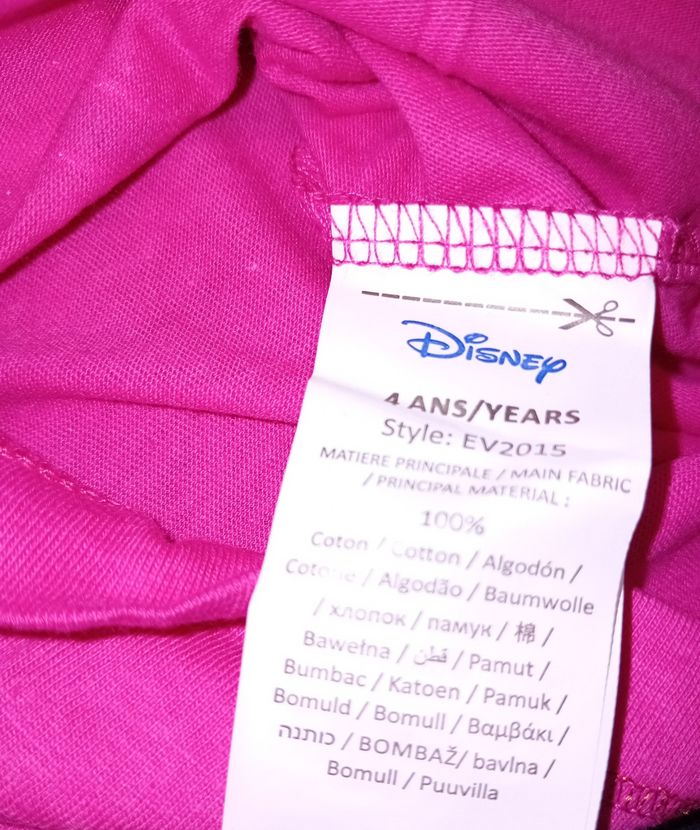 Disney
4 ANS/YEARS
Style: EV2015
MATIERE PRINCIPALE / MAIN FABRIC
/ PRINCIPAL MATERIAL :
100%
Coton / Cotton / Algodón /
Cotone / Algodão / Baumwolle
/ хлопок / памук / 棉 /
Bawełna / قطن / Pamut /
Bumbac / Katoen / Pamuk /
Bomuld / Bomull / Βαμβάκι /
כותנה / BOMBAŽ/ bavlna /
Bomull / Puuvilla